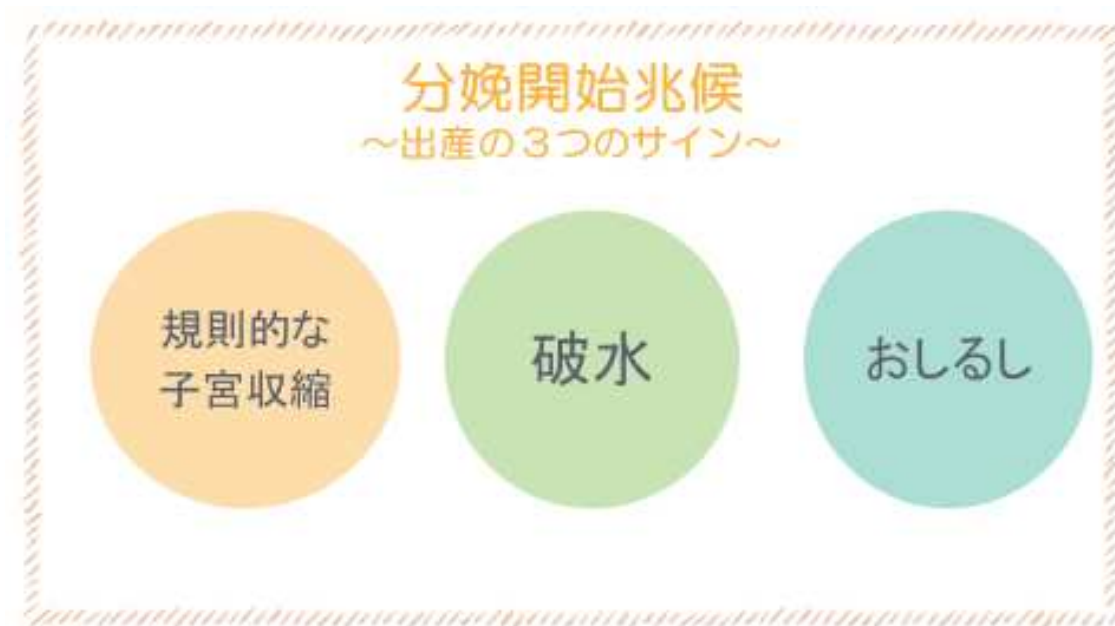 分娩開始兆候
～出産の３つのサイン～
規則的な
子宮収縮
破水
おしるし